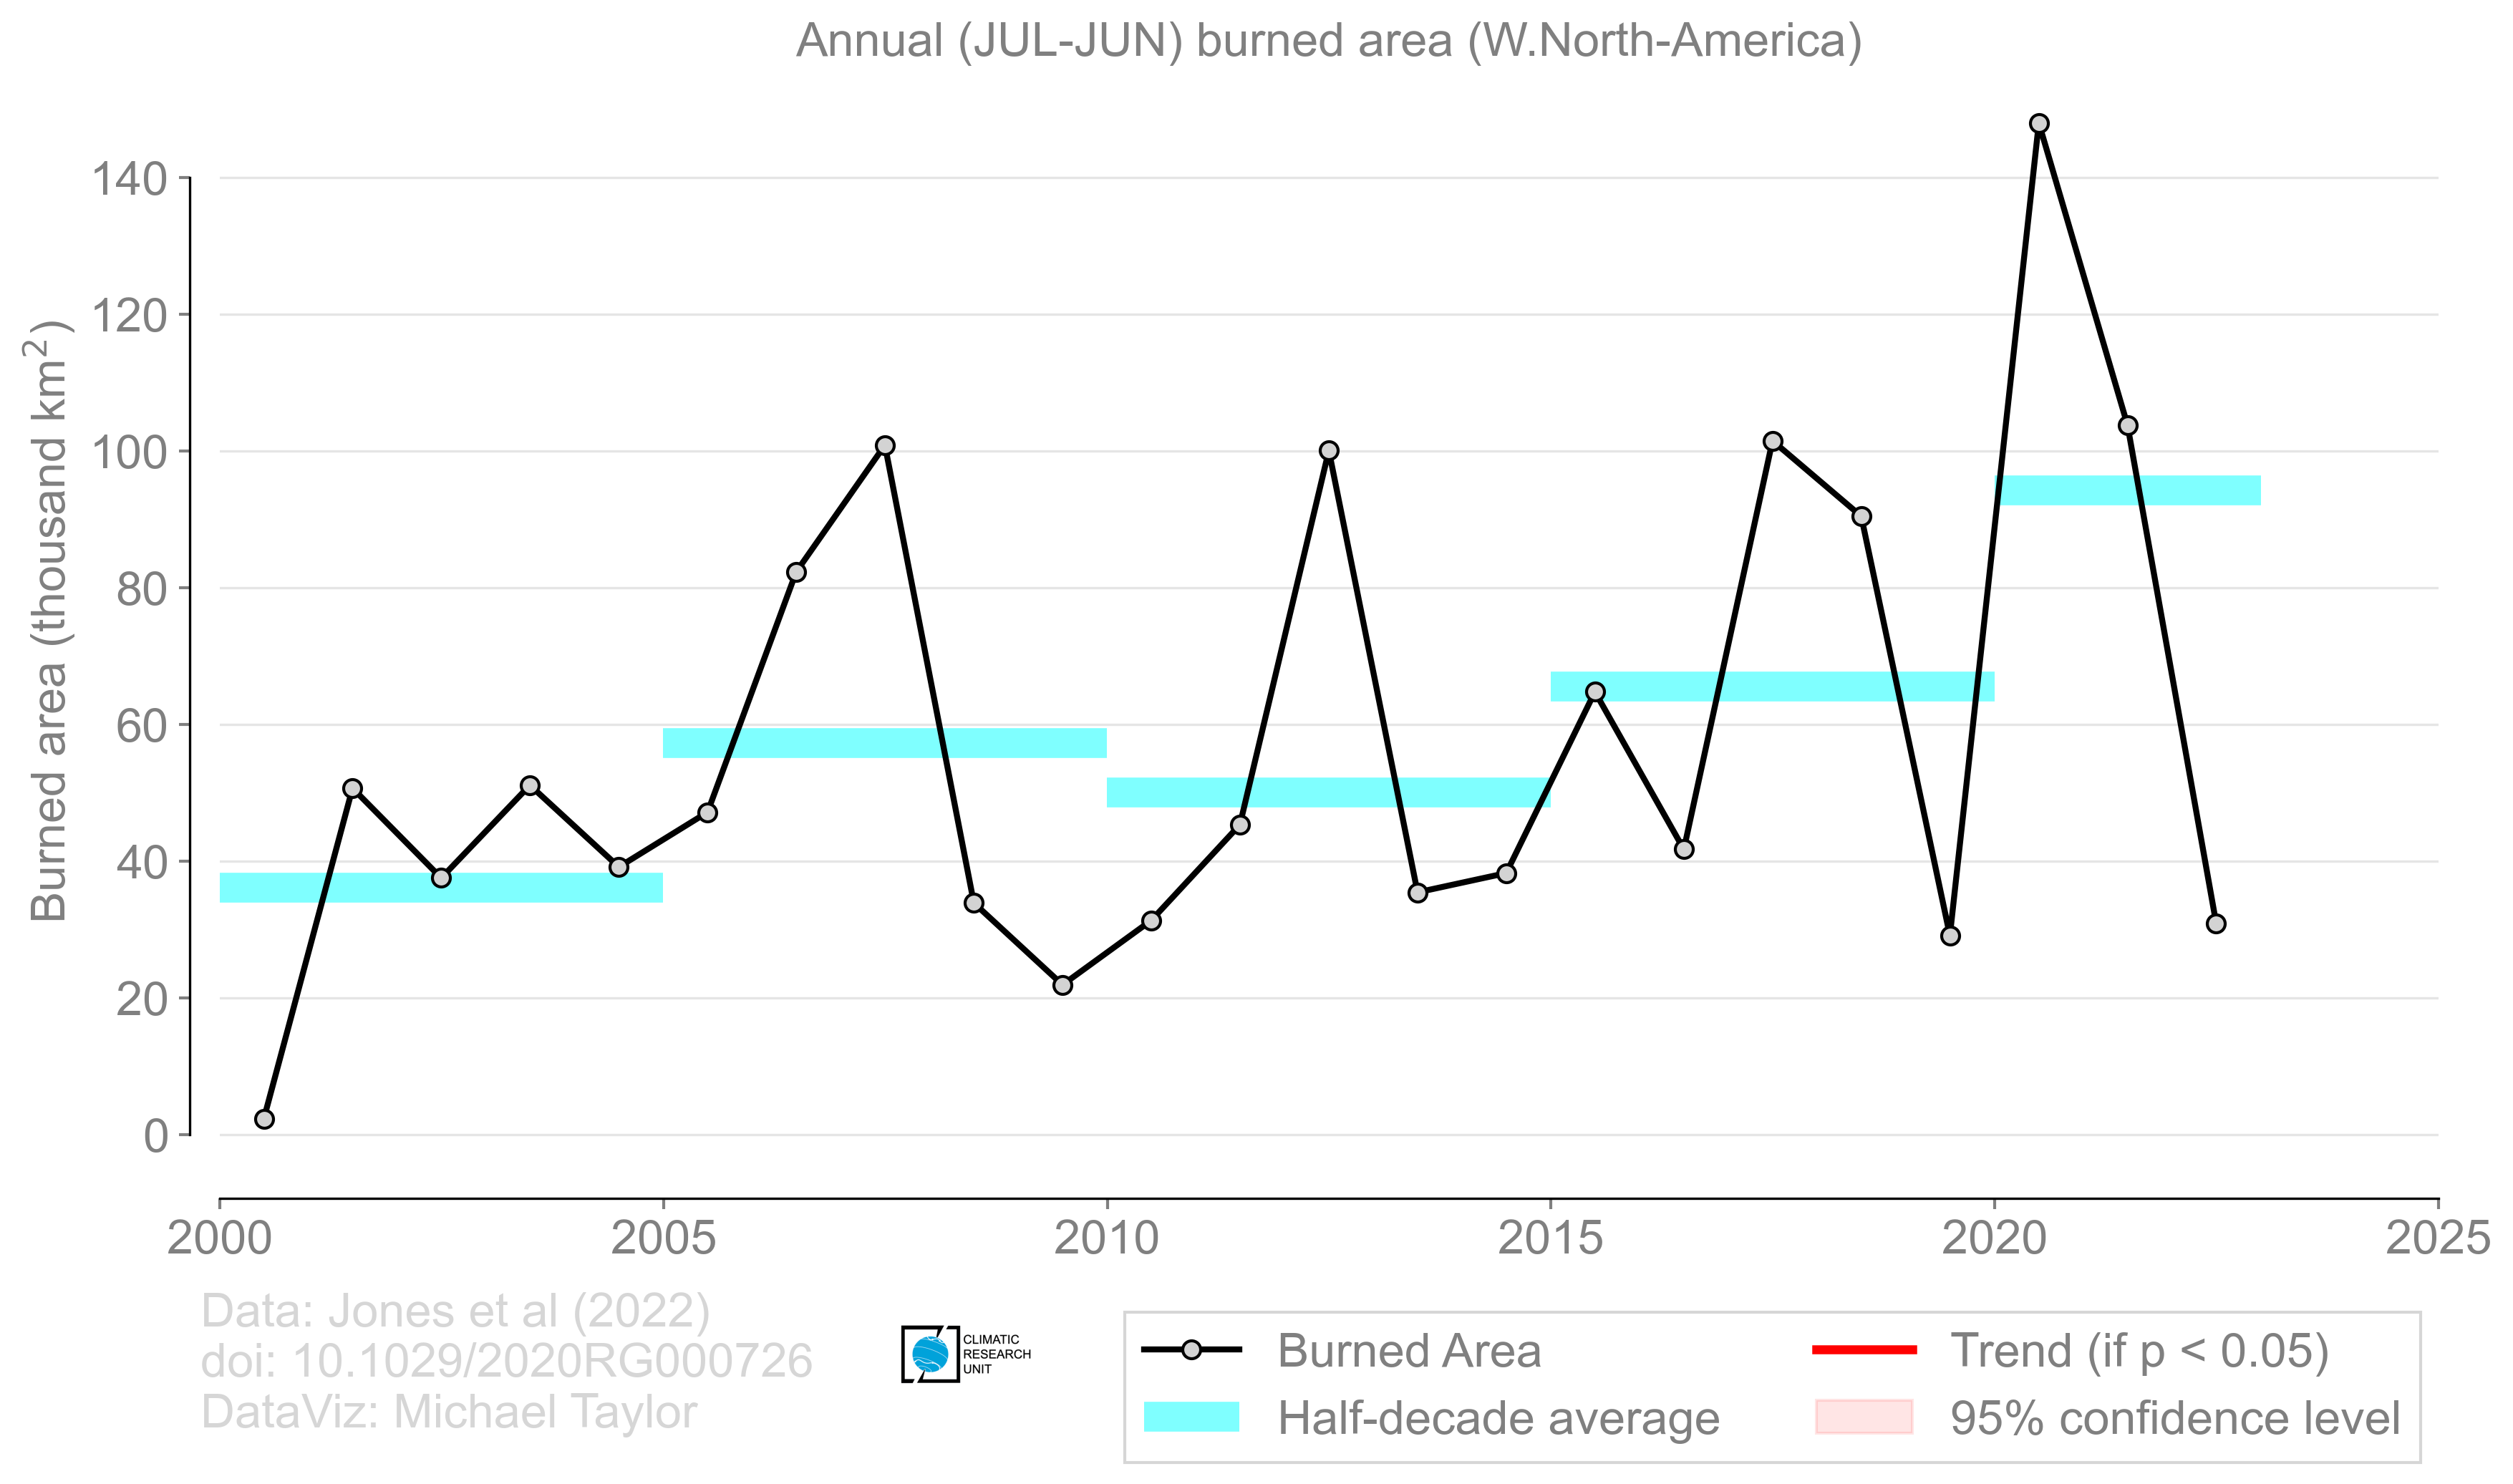 Annual (JUL-JUN) burned area (W.North-America)
Burned area (thousand km²)
140
120
100
80
60
40
20
0
2000 2005 2010 2015 2020 2025
Data: Jones et al (2022)
doi: 10.1029/2020RG000726
DataViz: Michael Taylor
CLIMATIC
RESEARCH
UNIT
Burned Area
Half-decade average
Trend (if p < 0.05)
95% confidence level